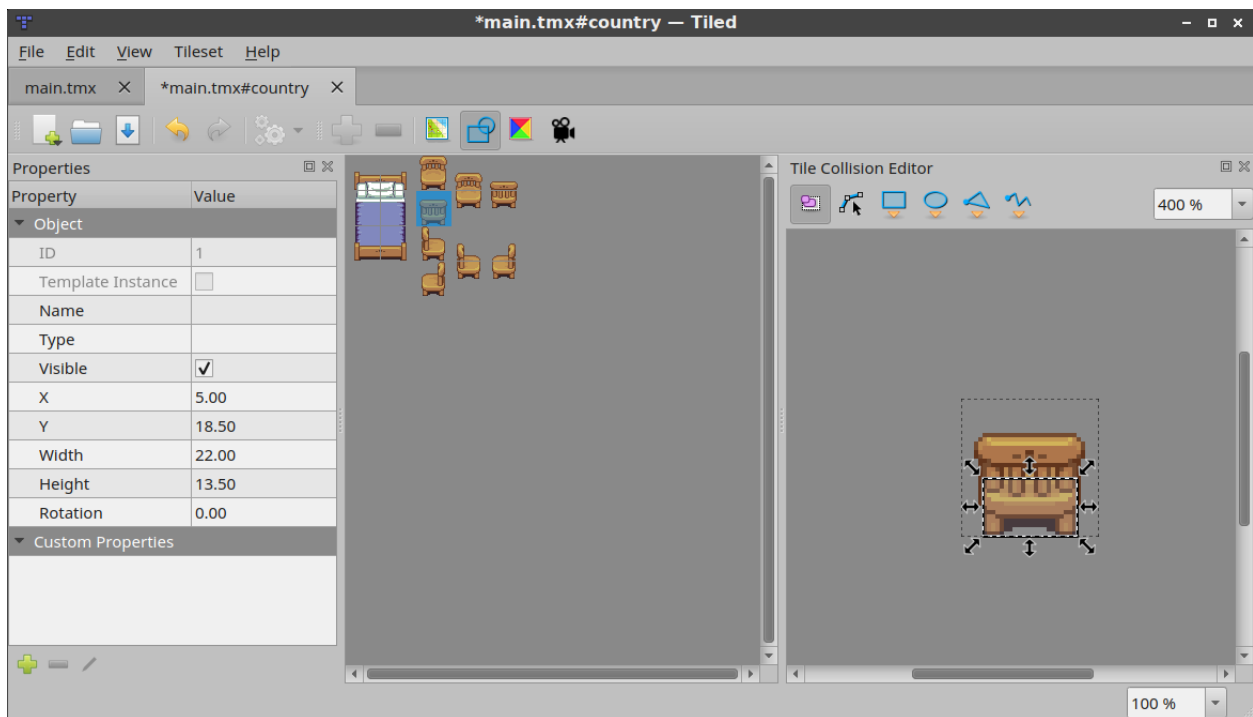 *main.tmx#country — Tiled
File Edit View Tileset Help
main.tmx *main.tmx#country
Properties
Property Value
Object
ID 1
Template Instance
Name
Type
Visible
X 5.00
Y 18.50
Width 22.00
Height 13.50
Rotation 0.00
Custom Properties
Tile Collision Editor
400 %
100 %